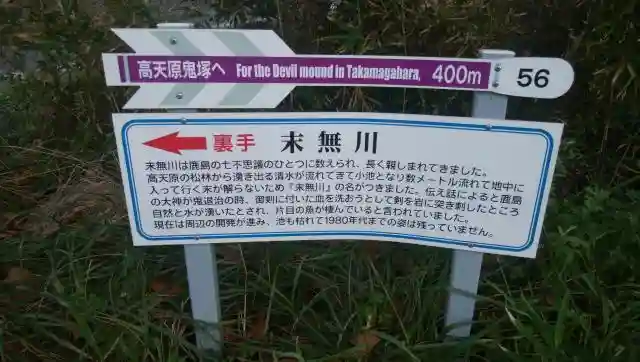 高天原鬼塚へ For the Devil mound in Takamagahara, 400m 56
裏手 末無川
末無川は鹿島の七不思議のひとつに数えられ、長く親しまれてきました。
高天原の松林から湧き出る清水が流れてきて小池となり数メートル流れて地中に
入って行く末が解らないため『末無川』の名がつきました。伝え話によると鹿島
の大神が鬼退治の時、御剣に付いた血を洗おうとして剣を岩に突き刺したところ
自然と水が湧いたとされ、片目の魚が棲んでいると言われていました。
現在は周辺の開発が進み、池も枯れて1980年代までの姿は残っていません。